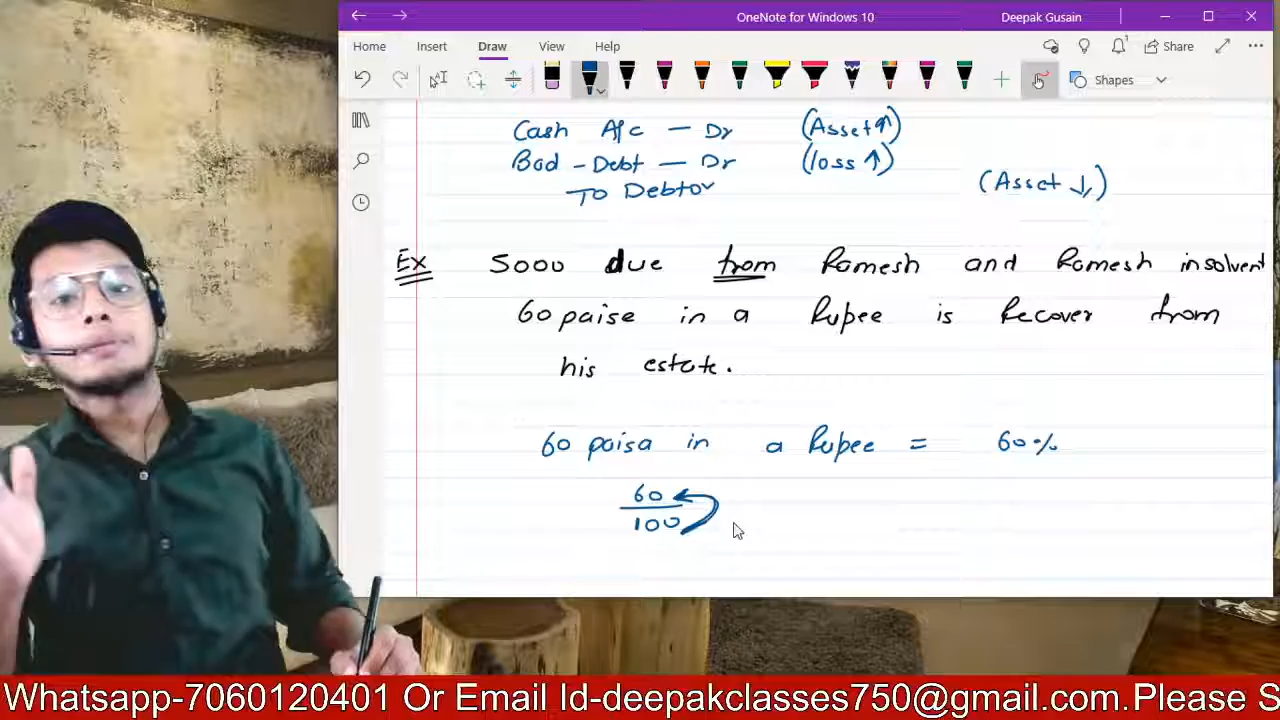 OneNote for Windows 10
Deepak Gusain
Home Insert Draw View Help
Share
Shapes
Cash A/c – Dr (Asset↑)
Bad - Debt – Dr (loss ↑)
To Debtor (Asset ↓)
Ex 5000 due from Ramesh and Ramesh insolvent
60 paise in a Rupee is Recover from
his estate.
60 paisa in a Rupee = 60%
60
100
Whatsapp-7060120401 Or Email Id-deepakclasses750@gmail.com.Please S